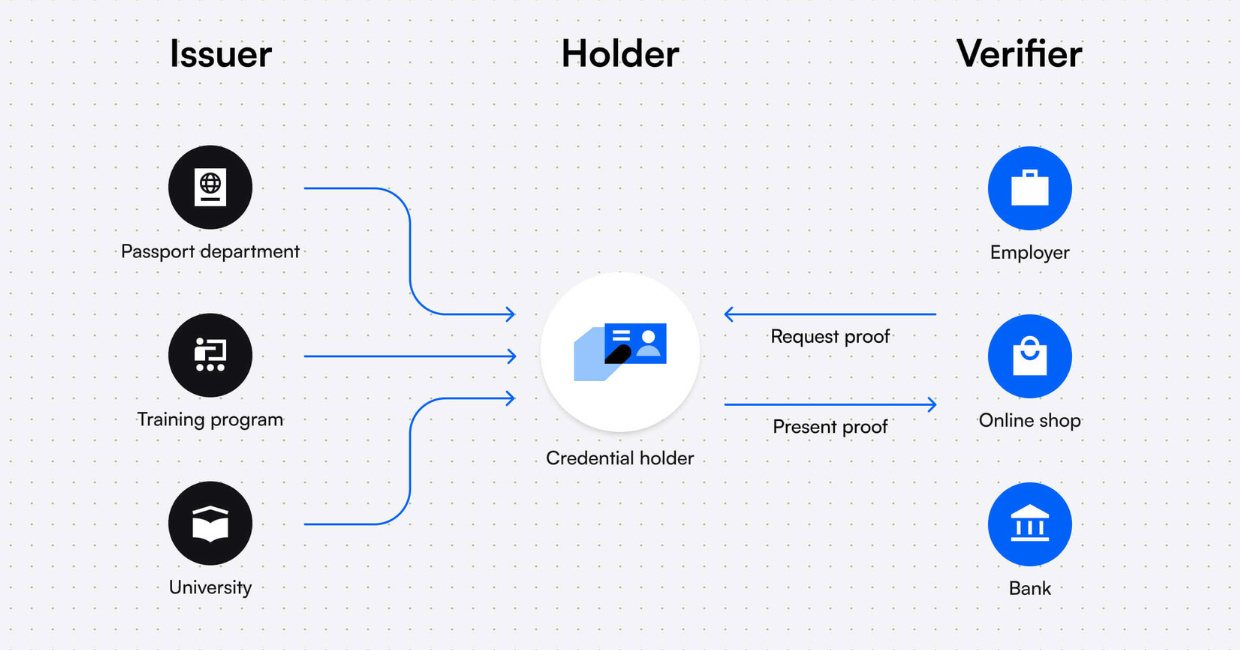 Issuer
Holder
Verifier
Passport department
Employer
Request proof
Training program
Online shop
Present proof
Credential holder
University
Bank